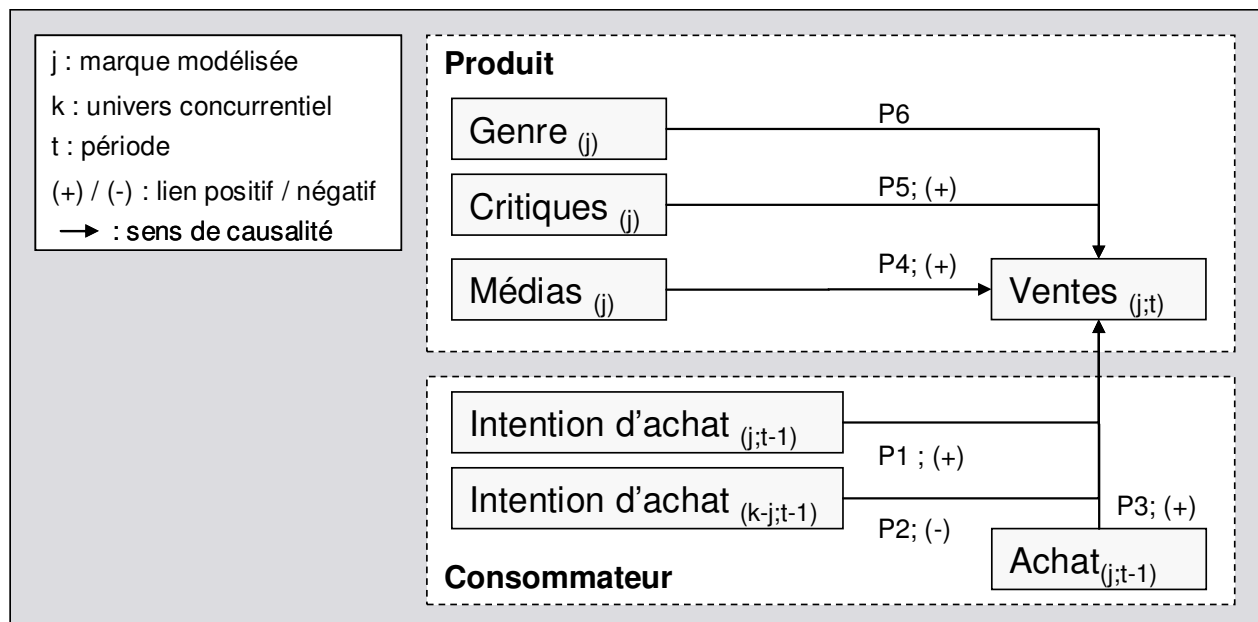 j : marque modélisée
k : univers concurrentiel
t : période
(+) / (-) : lien positif / négatif
: sens de causalité
Produit
Genre (j)
P6
Critiques (j)
P5; (+)
Médias (j)
P4; (+)
Ventes (j;t)
Intention d'achat (j;t-1)
P1 ; (+)
Intention d'achat (k-j;t-1)
P2; (-)
P3; (+)
Achat(j;t-1)
Consommateur